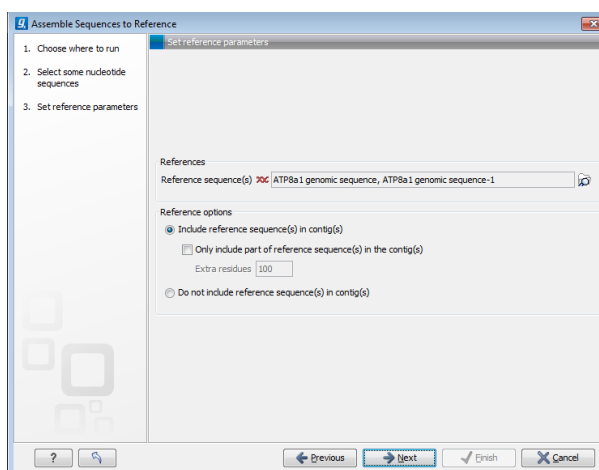 Assemble Sequences to Reference
1. Choose where to run
2. Select some nucleotide
sequences
3. Set reference parameters
Set reference parameters
References
Reference sequence(s) ATP8a1 genomic sequence, ATP8a1 genomic sequence-1
Reference options
Include reference sequence(s) in contig(s)
Only include part of reference sequence(s) in the contig(s)
Extra residues 100
Do not include reference sequence(s) in contig(s)
? Previous Next Finish Cancel